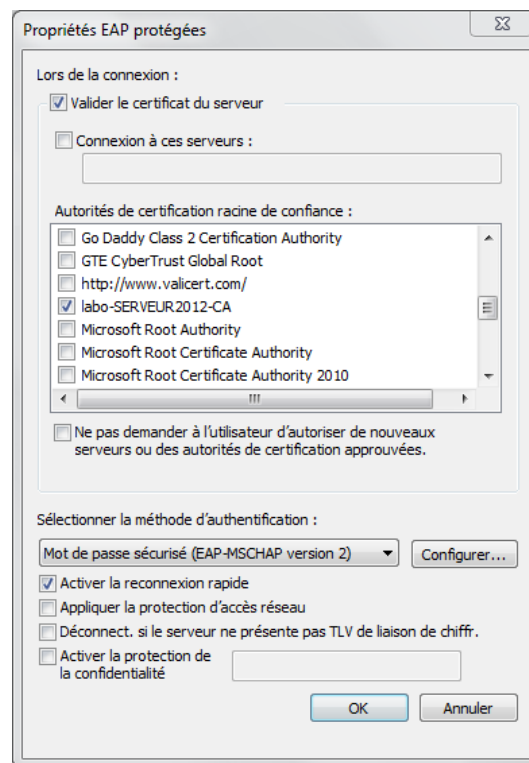 Propriétés EAP protégées
Lors de la connexion :
Valider le certificat du serveur
Connexion à ces serveurs :
Autorités de certification racine de confiance :
Go Daddy Class 2 Certification Authority
GTE CyberTrust Global Root
http://www.valicert.com/
labo-SERVEUR2012-CA
Microsoft Root Authority
Microsoft Root Certificate Authority
Microsoft Root Certificate Authority 2010
Ne pas demander à l'utilisateur d'autoriser de nouveaux
serveurs ou des autorités de certification approuvées.
Sélectionner la méthode d'authentification :
Mot de passe sécurisé (EAP-MSCHAP version 2) Configurer...
Activer la reconnexion rapide
Appliquer la protection d'accès réseau
Déconnect. si le serveur ne présente pas TLV de liaison de chiffr.
Activer la protection de
la confidentialité
OK Annuler